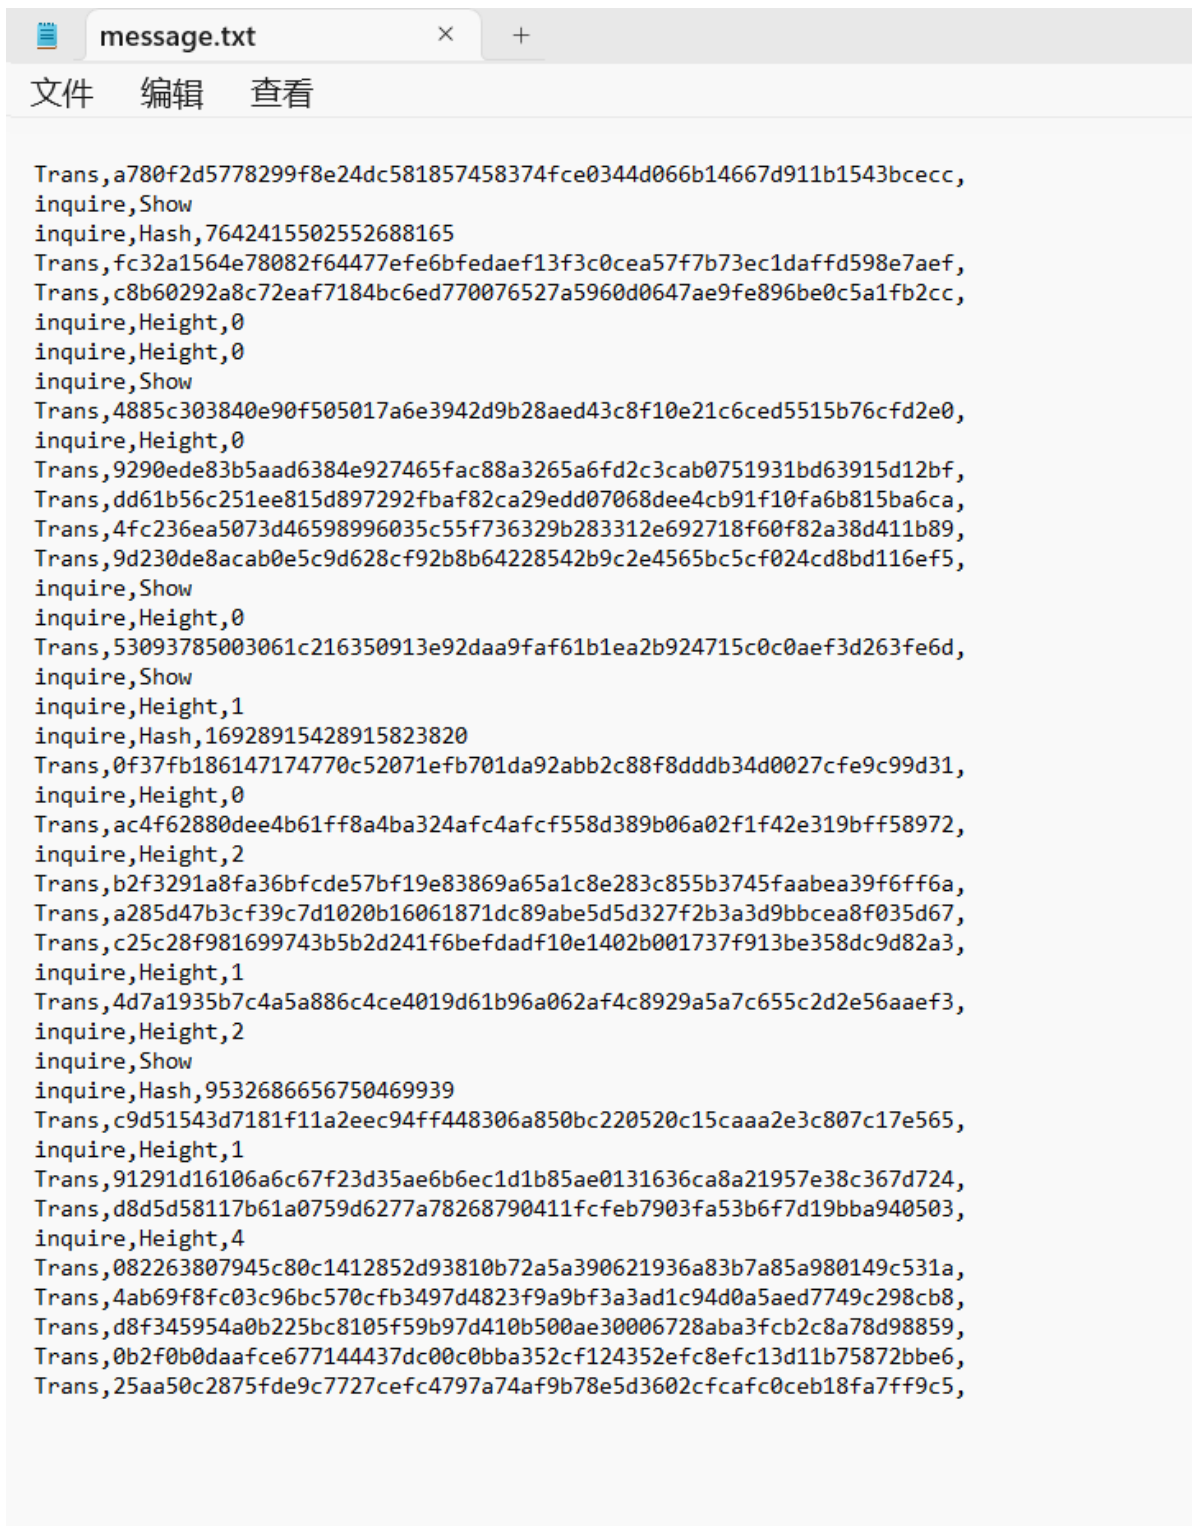 message.txt × +
文件 编辑 查看
Trans,a780f2d5778299f8e24dc581857458374fce0344d066b14667d911b1543bcecc,
inquire,Show
inquire,Hash,7642415502552688165
Trans,fc32a1564e78082f64477efe6bfedaef13f3c0cea57f7b73ec1daffd598e7aef,
Trans,c8b60292a8c72eaf7184bc6ed770076527a5960d0647ae9fe896be0c5a1fb2cc,
inquire,Height,0
inquire,Height,0
inquire,Show
Trans,4885c303840e90f505017a6e3942d9b28aed43c8f10e21c6ced5515b76cfd2e0,
inquire,Height,0
Trans,9290ede83b5aad6384e927465fac88a3265a6fd2c3cab0751931bd63915d12bf,
Trans,dd61b56c251ee815d897292fbaf82ca29edd07068dee4cb91f10fa6b815ba6ca,
Trans,4fc236ea5073d46598996035c55f736329b283312e692718f60f82a38d411b89,
Trans,9d230de8acab0e5c9d628cf92b8b64228542b9c2e4565bc5cf024cd8bd116ef5,
inquire,Show
inquire,Height,0
Trans,53093785003061c216350913e92daa9faf61b1ea2b924715c0c0aef3d263fe6d,
inquire,Show
inquire,Height,1
inquire,Hash,16928915428915823820
Trans,0f37fb186147174770c52071efb701da92abb2c88f8dddb34d0027cfe9c99d31,
inquire,Height,0
Trans,ac4f62880dee4b61ff8a4ba324afc4afcf558d389b06a02f1f42e319bff58972,
inquire,Height,2
Trans,b2f3291a8fa36bfcde57bf19e83869a65a1c8e283c855b3745faabea39f6ff6a,
Trans,a285d47b3cf39c7d1020b16061871dc89abe5d5d327f2b3a3d9bbcea8f035d67,
Trans,c25c28f981699743b5b2d241f6befdadf10e1402b001737f913be358dc9d82a3,
inquire,Height,1
Trans,4d7a1935b7c4a5a886c4ce4019d61b96a062af4c8929a5a7c655c2d2e56aaef3,
inquire,Height,2
inquire,Show
inquire,Hash,9532686656750469939
Trans,c9d51543d7181f11a2eec94ff448306a850bc220520c15caaa2e3c807c17e565,
inquire,Height,1
Trans,91291d16106a6c67f23d35ae6b6ec1d1b85ae0131636ca8a21957e38c367d724,
Trans,d8d5d58117b61a0759d6277a78268790411fcfeb7903fa53b6f7d19bba940503,
inquire,Height,4
Trans,082263807945c80c1412852d93810b72a5a390621936a83b7a85a980149c531a,
Trans,4ab69f8fc03c96bc570cfb3497d4823f9a9bf3a3ad1c94d0a5aed7749c298cb8,
Trans,d8f345954a0b225bc8105f59b97d410b500ae30006728aba3fcb2c8a78d98859,
Trans,0b2f0b0daafce677144437dc00c0bba352cf124352efc8efc13d11b75872bbe6,
Trans,25aa50c2875fde9c7727cefc4797a74af9b78e5d3602cfcafc0ceb18fa7ff9c5,